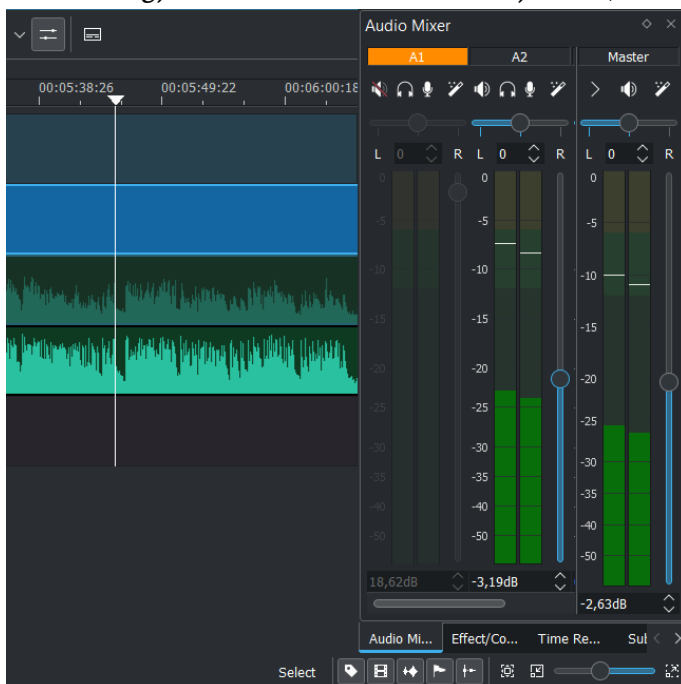 Audio Mixer
A1 A2 Master
00:05:38:26 00:05:49:22 00:06:00:18
L 0 R L 0 R L 0 R
0 0 0
-5 -5 -5
-10 -10 -10
-15 -15 -15
-20 -20 -20
-25 -25 -25
-30 -30 -30
-35 -35 -35
-40 -40 -40
-50 -50 -50
18,62dB -3,19dB
-2,63dB
Audio Mi... Effect/Co... Time Re... Sul
Select